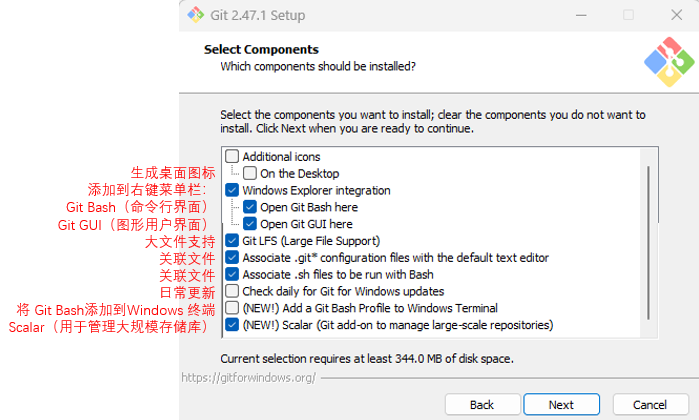 Git 2.47.1 Setup
Select Components
Which components should be installed?
Select the components you want to install; clear the components you do not want to
install. Click Next when you are ready to continue.
Additional icons
生成桌面图标 On the Desktop
添加到右键菜单栏： Windows Explorer integration
Git Bash（命令行界面） Open Git Bash here
Git GUI（图形用户界面） Open Git GUI here
大文件支持 Git LFS (Large File Support)
关联文件 Associate .git* configuration files with the default text editor
关联文件 Associate .sh files to be run with Bash
日常更新 Check daily for Git for Windows updates
将 Git Bash添加到Windows 终端 (NEW!) Add a Git Bash Profile to Windows Terminal
Scalar（用于管理大规模存储库） (NEW!) Scalar (Git add-on to manage large-scale repositories)
Current selection requires at least 344.0 MB of disk space.
https://gitforwindows.org/
Back Next Cancel